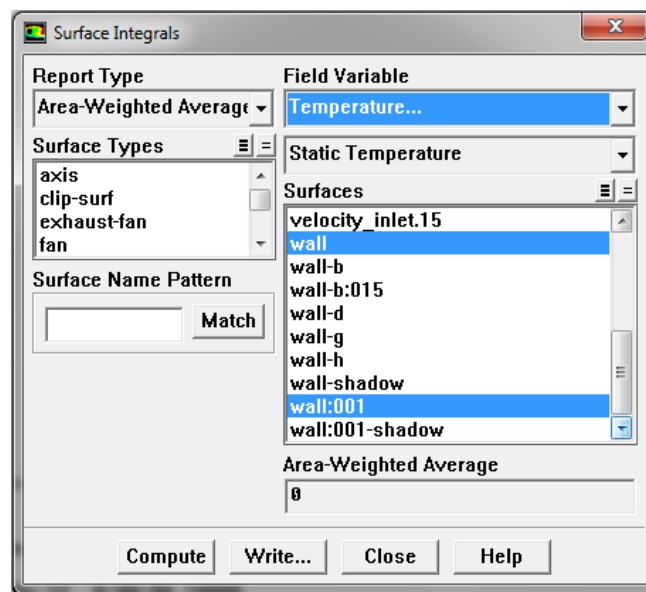 Surface Integrals
Report Type
Area-Weighted Average
Surface Types
axis
clip-surf
exhaust-fan
fan
Surface Name Pattern
Match
Field Variable
Temperature...
Static Temperature
Surfaces
velocity_inlet.15
wall
wall-b
wall-b:015
wall-d
wall-g
wall-h
wall-shadow
wall:001
wall:001-shadow
Area-Weighted Average
0
Compute Write... Close Help